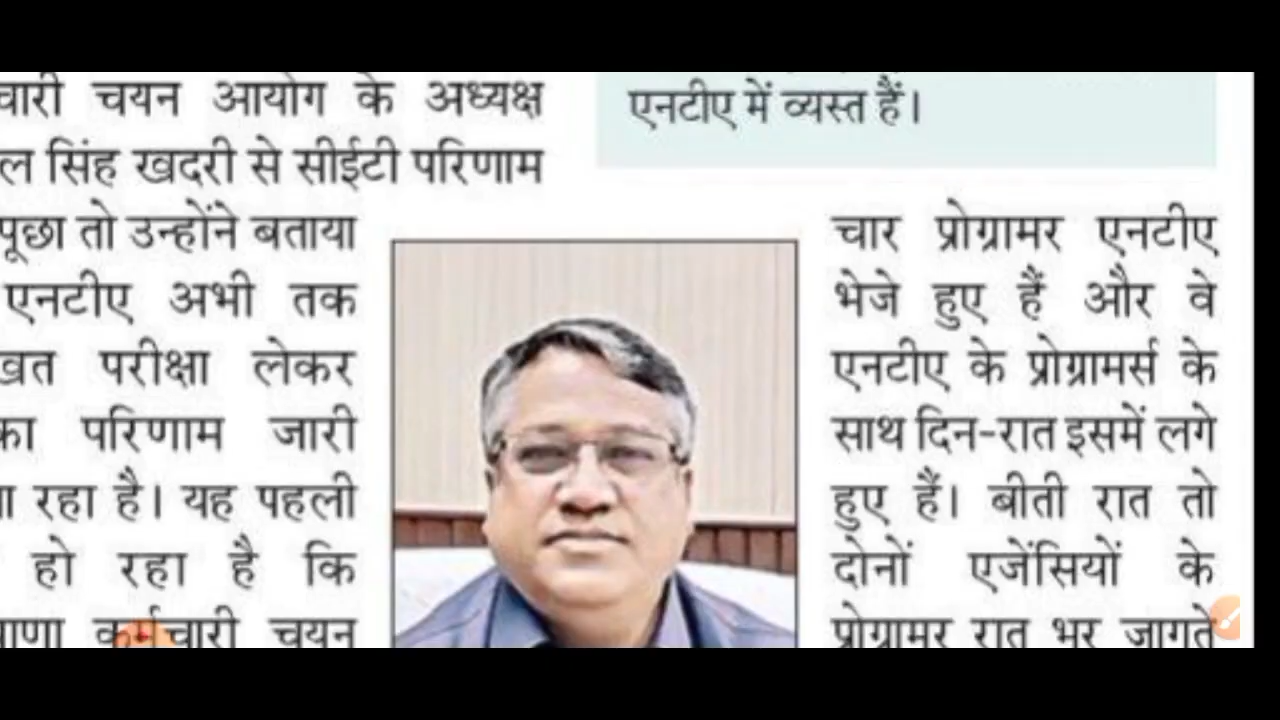 चारी चयन आयोग के अध्यक्ष
ल सिंह खदरी से सीईटी परिणाम
पूछा तो उन्होंने बताया
एनटीए अभी तक
खत परीक्षा लेकर
का परिणाम जारी
रहा है। यह पहली
हो रहा है कि
कर्मचारी चयन
एनटीए में व्यस्त हैं।
चार प्रोग्रामर एनटीए
भेजे हुए हैं और वे
एनटीए के प्रोग्रामर्स के
साथ दिन-रात इसमें लगे
हुए हैं। बीती रात तो
दोनों एजेंसियों के
प्रोग्रामर रात भर जागते